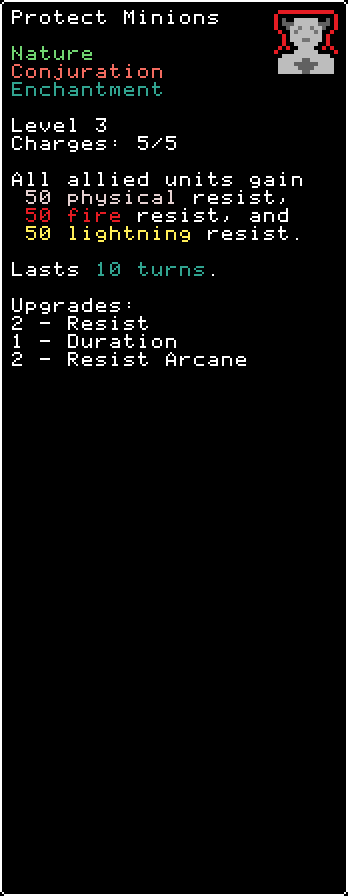 Protect Minions
Nature
Conjuration
Enchantment
Level 3
Charges: 5/5
All allied units gain
50 physical resist,
50 fire resist, and
50 lightning resist.
Lasts 10 turns.
Upgrades:
2 - Resist
1 - Duration
2 - Resist Arcane